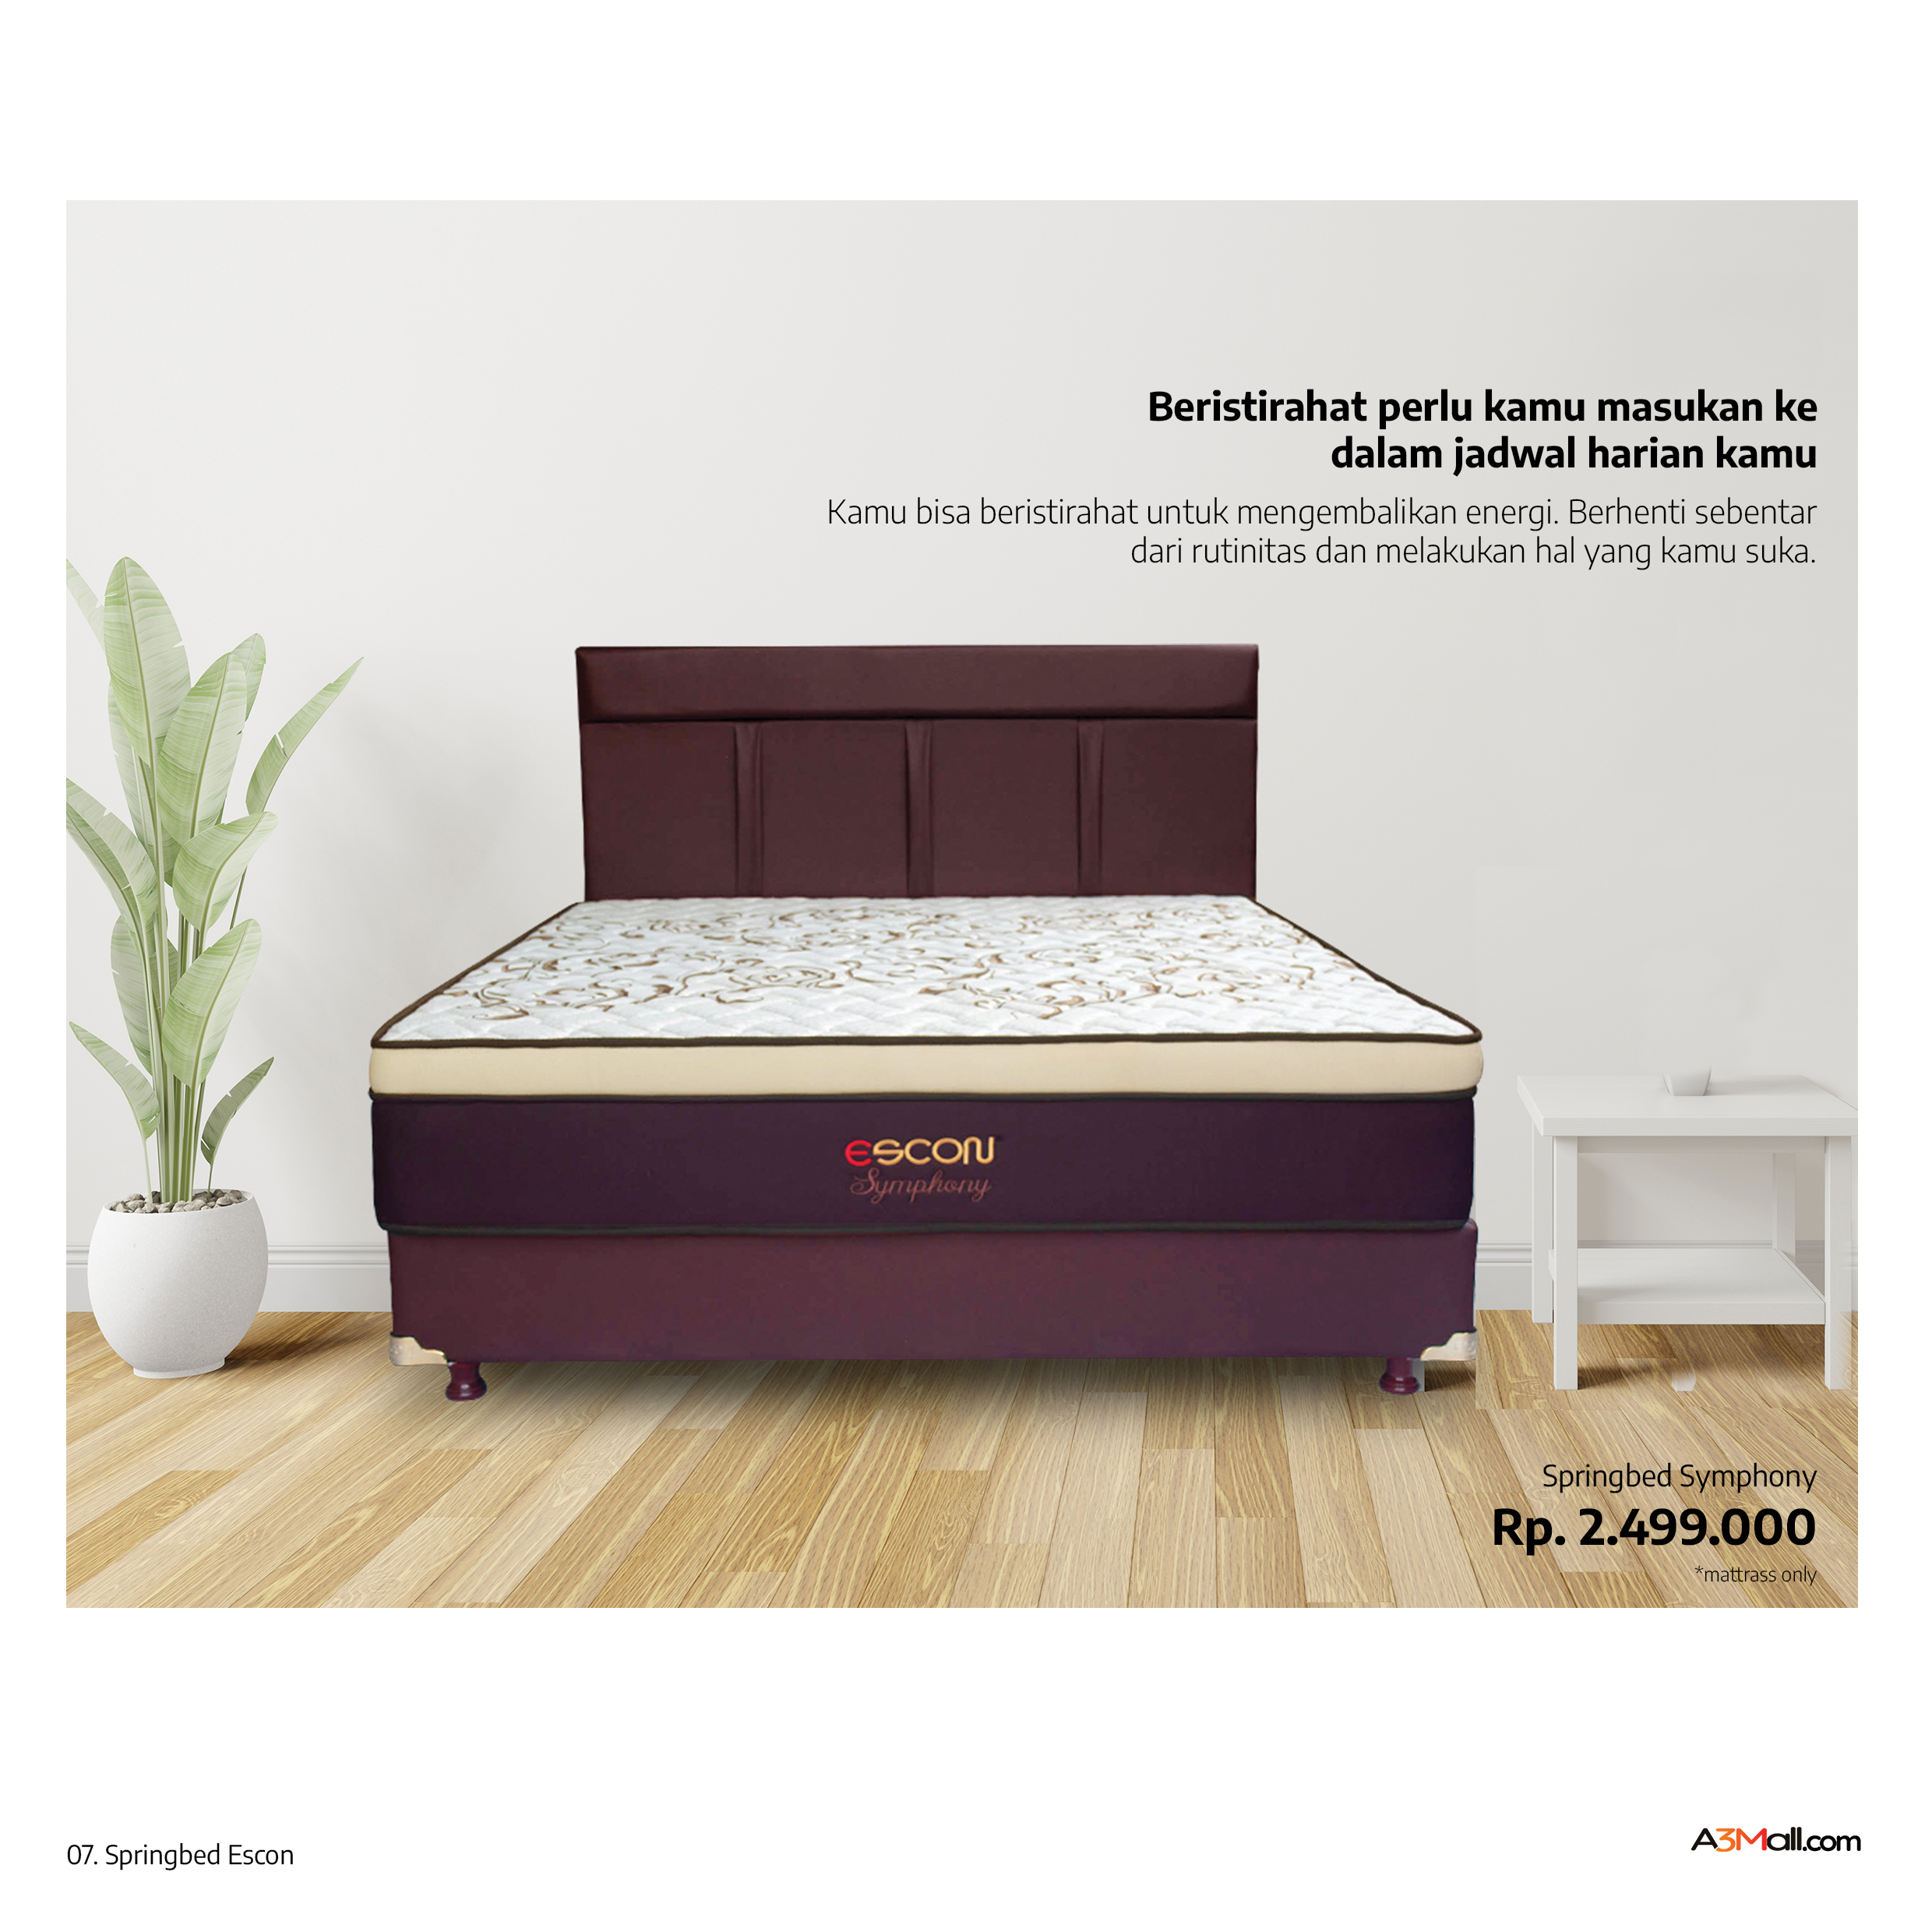 Beristirahat perlu kamu masukan ke
dalam jadwal harian kamu
Kamu bisa beristirahat untuk mengembalikan energi. Berhenti sebentar
dari rutinitas dan melakukan hal yang kamu suka.
ESCON
Symphony
Springbed Symphony
Rp. 2.499.000
*mattrass only
07. Springbed Escon
A3Mall.com